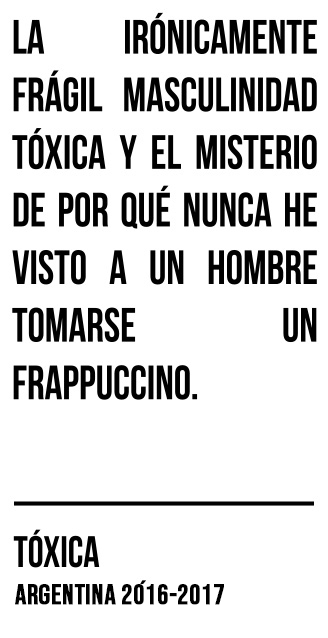 LA IRÓNICAMENTE
FRÁGIL MASCULINIDAD
TÓXICA Y EL MISTERIO
DE POR QUÉ NUNCA HE
VISTO A UN HOMBRE
TOMARSE UN
FRAPPUCCINO.
TÓXICA
ARGENTINA 2016-2017